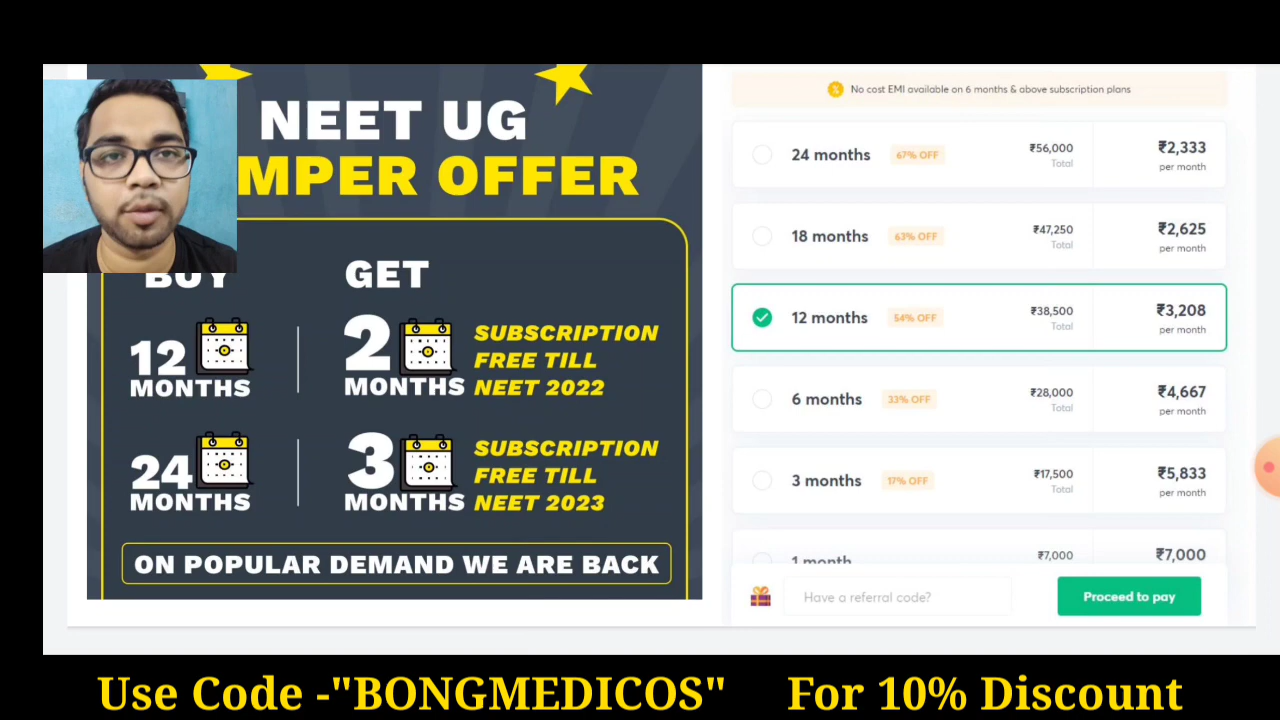 NEET UG
MPER OFFER
BUY
GET
12
MONTHS
2
MONTHS
SUBSCRIPTION
FREE TILL
NEET 2022
24
MONTHS
3
MONTHS
SUBSCRIPTION
FREE TILL
NEET 2023
ON POPULAR DEMAND WE ARE BACK
No cost EMI available on 6 months & above subscription plans
24 months 67% OFF ₹56,000 Total ₹2,333 per month
18 months 63% OFF ₹47,250 Total ₹2,625 per month
12 months 54% OFF ₹38,500 Total ₹3,208 per month
6 months 33% OFF ₹28,000 Total ₹4,667 per month
3 months 17% OFF ₹17,500 Total ₹5,833 per month
1 month ₹7,000 ₹7,000
Have a referral code? Proceed to pay
Use Code -"BONGMEDICOS" For 10% Discount